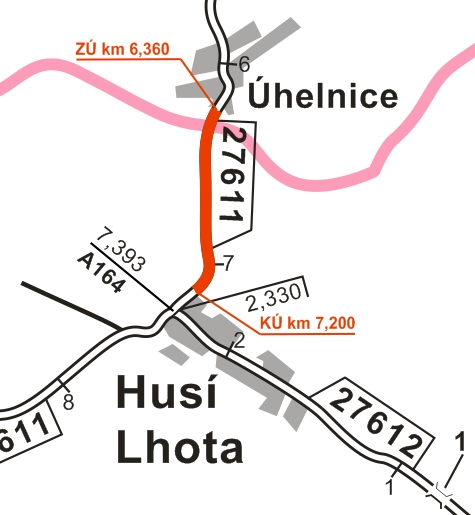 ZÚ km 6,360
6
Úhelnice
27611
7
7,393
A164
2,330
KÚ km 7,200
2
Husí
Lhota
8
611
27612
1
1